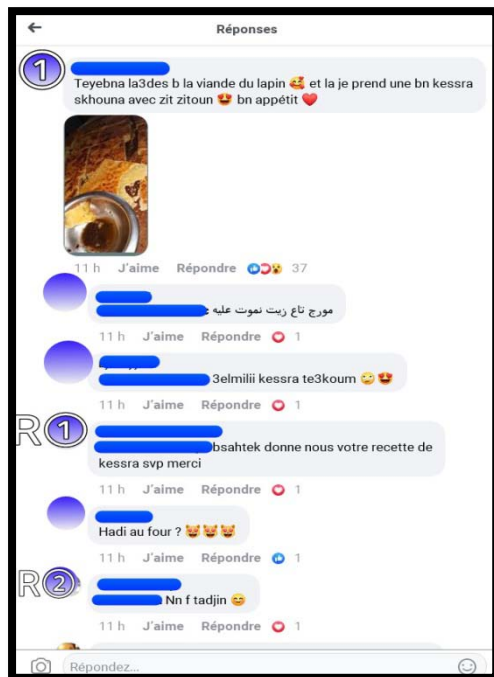 Réponses
1
Teyebna la3des b la viande du lapin 🥰 et la je prend une bn kessra
skhouna avec zit zitoun 🤩 bn appétit ❤️
11 h J'aime Répondre 37
مورج تاع زيت نموت عليه
11 h J'aime Répondre 1
3elmilii kessra te3koum 🙄 🤩
11 h J'aime Répondre 1
R 1
bsahtek donne nous votre recette de
kessra svp merci
11 h J'aime Répondre 1
Hadi au four ? 😻😻😻
11 h J'aime Répondre 1
R 2
Nn f tadjin 😊
11 h J'aime Répondre 1
Répondez...